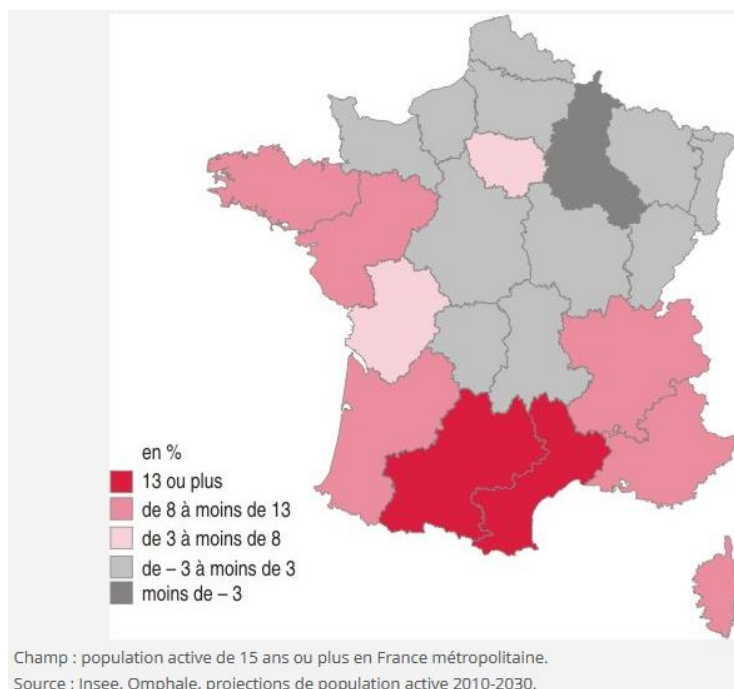 en %
13 ou plus
de 8 à moins de 13
de 3 à moins de 8
de – 3 à moins de 3
moins de – 3
Champ : population active de 15 ans ou plus en France métropolitaine.
Source : Insee, Omphale, projections de population active 2010-2030.